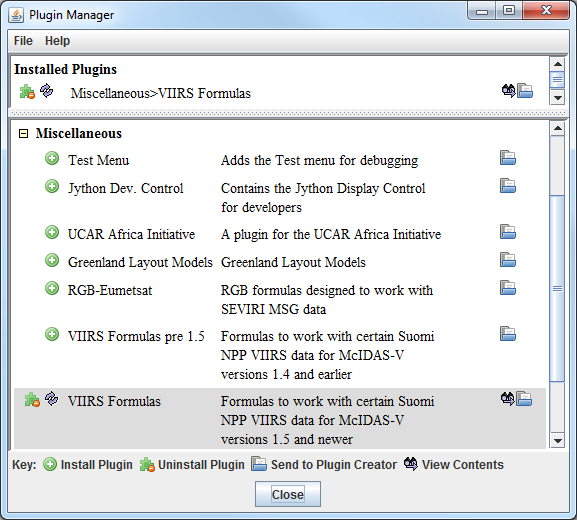 Plugin Manager
File Help
Installed Plugins
Miscellaneous>VIIRS Formulas
Miscellaneous
Test Menu Adds the Test menu for debugging
Jython Dev. Control Contains the Jython Display Control
for developers
UCAR Africa Initiative A plugin for the UCAR Africa Initiative
Greenland Layout Models Greenland Layout Models
RGB-Eumetsat RGB formulas designed to work with
SEVIRI MSG data
VIIRS Formulas pre 1.5 Formulas to work with certain Suomi
NPP VIIRS data for McIDAS-V
versions 1.4 and earlier
VIIRS Formulas Formulas to work with certain Suomi
NPP VIIRS data for McIDAS-V
versions 1.5 and newer
Key: Install Plugin Uninstall Plugin Send to Plugin Creator View Contents
Close